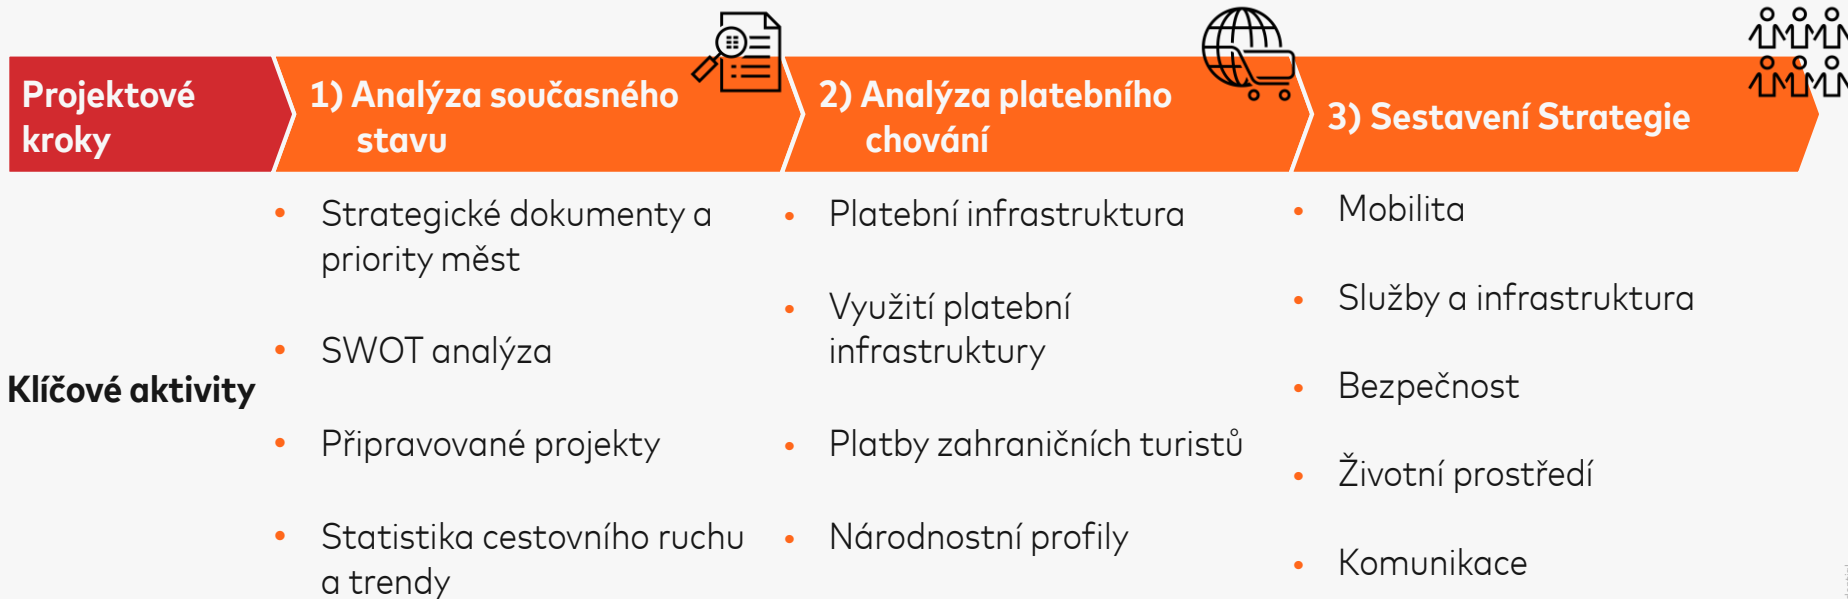 Projektové
kroky
1) Analýza současného
stavu
2) Analýza platebního
chování
3) Sestavení Strategie
Klíčové aktivity
• Strategické dokumenty a
priority měst
• SWOT analýza
• Připravované projekty
• Statistika cestovního ruchu
a trendy
• Platební infrastruktura
• Využití platební
infrastruktury
• Platby zahraničních turistů
• Národnostní profily
• Mobilita
• Služby a infrastruktura
• Bezpečnost
• Životní prostředí
• Komunikace